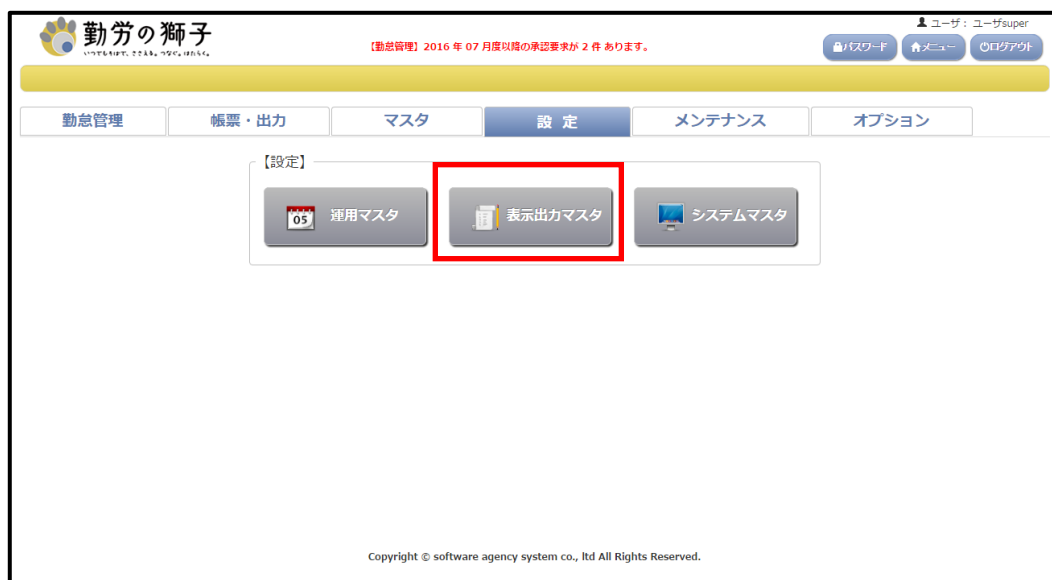 勤労の獅子
いつでもそばで、ささえる。つなぐ。はたらく。
【勤怠管理】2016 年 07 月度以降の承認要求が 2 件 あります。
ユーザ： ユーザsuper
パスワード
メニュー
ログアウト
勤怠管理
帳票・出力
マスタ
設 定
メンテナンス
オプション
【設定】
05
運用マスタ
表示出力マスタ
システムマスタ
Copyright © software agency system co., ltd All Rights Reserved.